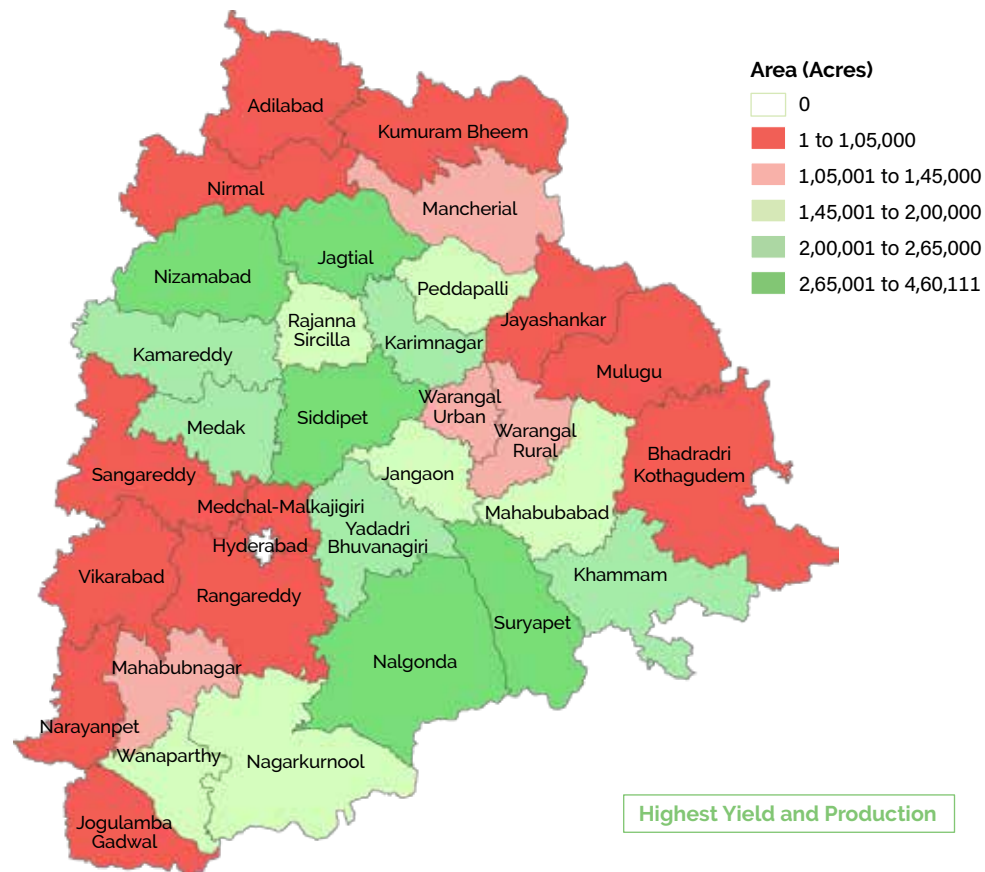 Area (Acres)
0
1 to 1,05,000
1,05,001 to 1,45,000
1,45,001 to 2,00,000
2,00,001 to 2,65,000
2,65,001 to 4,60,111
Adilabad
Kumuram Bheem
Nirmal
Mancherial
Nizamabad
Jagtial
Peddapalli
Rajanna
Sircilla
Jayashankar
Kamareddy
Karimnagar
Mulugu
Medak
Siddipet
Warangal
Urban
Warangal
Rural
Bhadradri
Kothagudem
Sangareddy
Jangaon
Medchal-Malkajigiri
Mahabubabad
Yadadri
Bhuvanagiri
Hyderabad
Vikarabad
Khammam
Rangareddy
Suryapet
Nalgonda
Mahabubnagar
Narayanpet
Wanaparthy
Nagarkurnool
Jogulamba
Gadwal
Highest Yield and Production